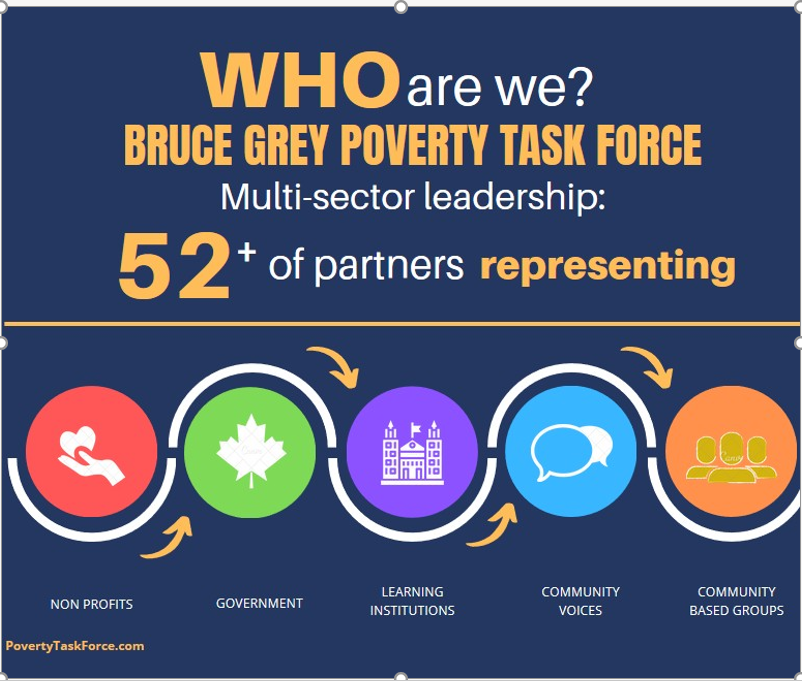 WHO are we?
BRUCE GREY POVERTY TASK FORCE
Multi-sector leadership:
52+ of partners representing
NON PROFITS
GOVERNMENT
LEARNING
INSTITUTIONS
COMMUNITY
VOICES
COMMUNITY
BASED GROUPS
PovertyTaskForce.com